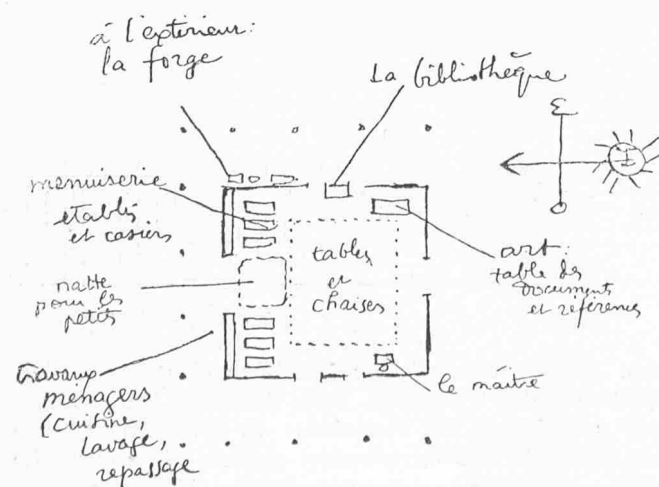 à l'extérieur:
la forge
La bibliothèque
E
menuiserie
établis
et casiers
tables
et
chaises
art:
table des
documents
et références
natte
pour les
petits
O
travaux
ménagers
(cuisine,
lavage,
repassage
le maître